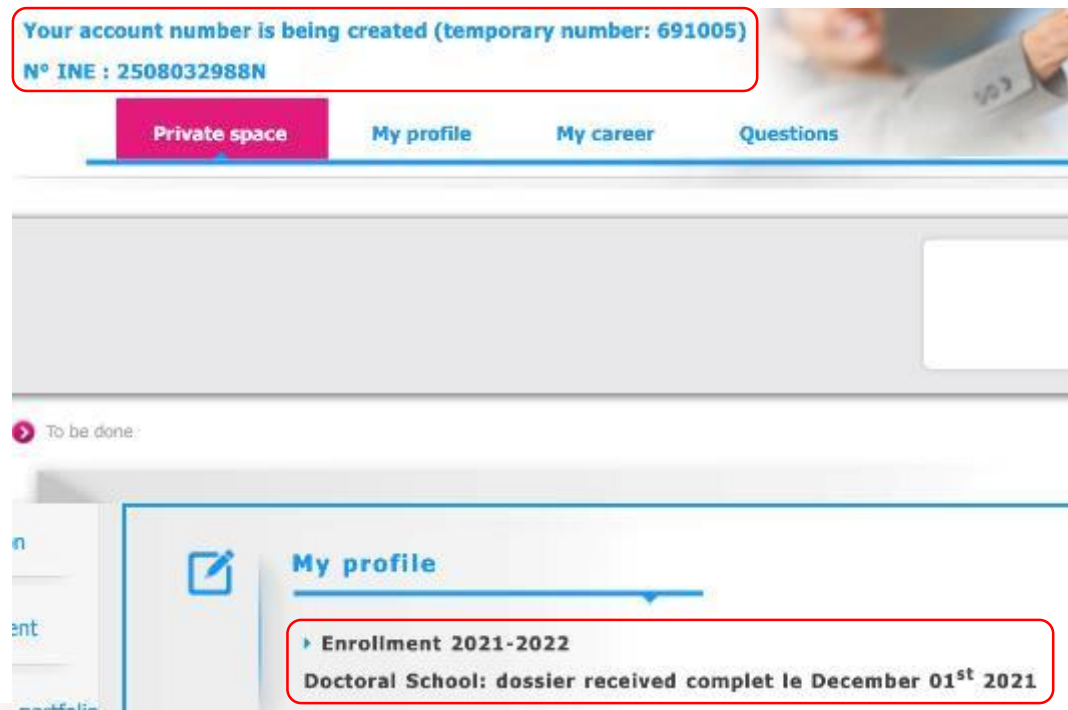 Your account number is being created (temporary number: 691005)
N° INE : 2508032988N
Private space My profile My career Questions
To be done
My profile
Enrollment 2021-2022
Doctoral School: dossier received complet le December 01st 2021